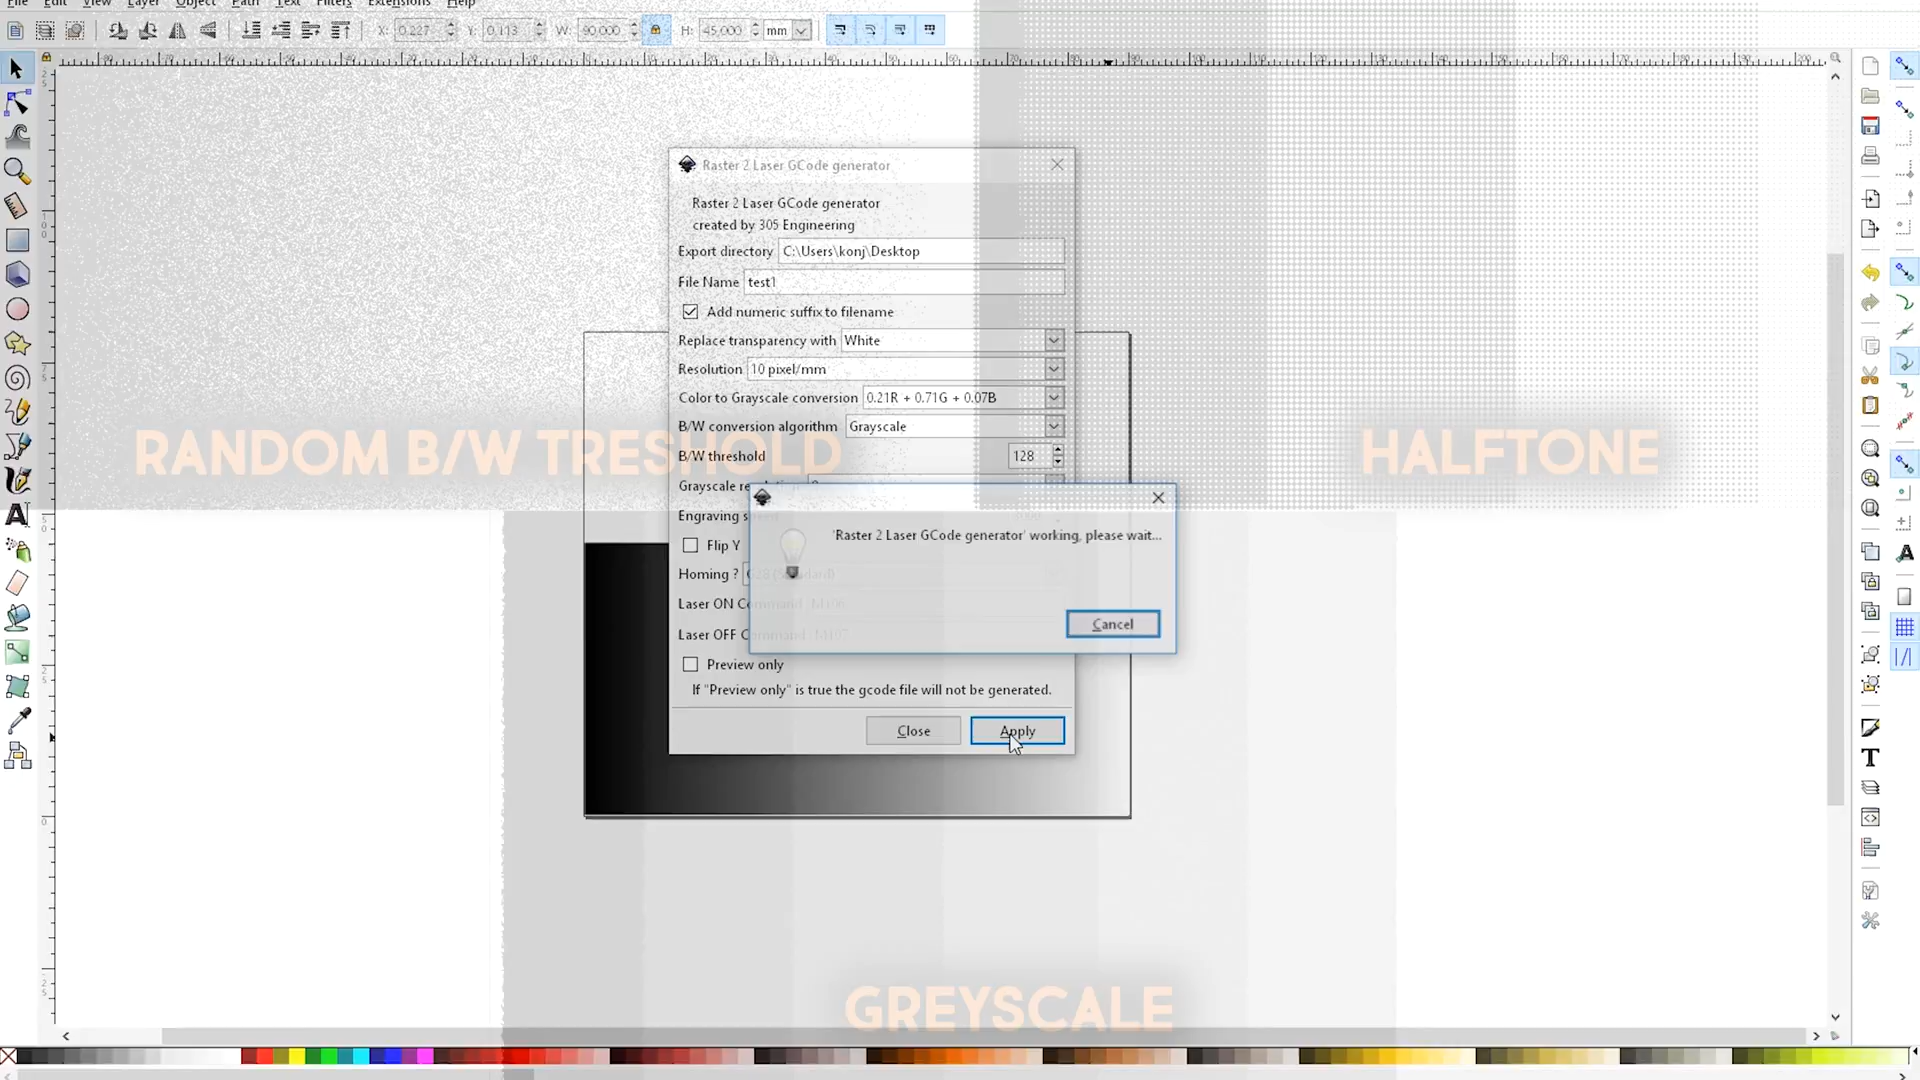 File Edit View Layer Object Path Text Filters Extensions Help
X: 0.227 Y: 0.113 W: 90.000 H: 45.000 mm
Raster 2 Laser GCode generator
Raster 2 Laser GCode generator
created by 305 Engineering
Export directory C:\Users\konj\Desktop
File Name test1
Add numeric suffix to filename
Replace transparency with White
Resolution 10 pixel/mm
Color to Grayscale conversion 0.21R + 0.71G + 0.07B
B/W conversion algorithm Grayscale
RANDOM B/W TRESHOLD
HALFTONE
B/W threshold 128
Engraving
'Raster 2 Laser GCode generator' working, please wait...
Flip Y
Homing ?
Laser ON
Cancel
Laser OFF
Preview only
If "Preview only" is true the gcode file will not be generated.
Close Apply
GREYSCALE